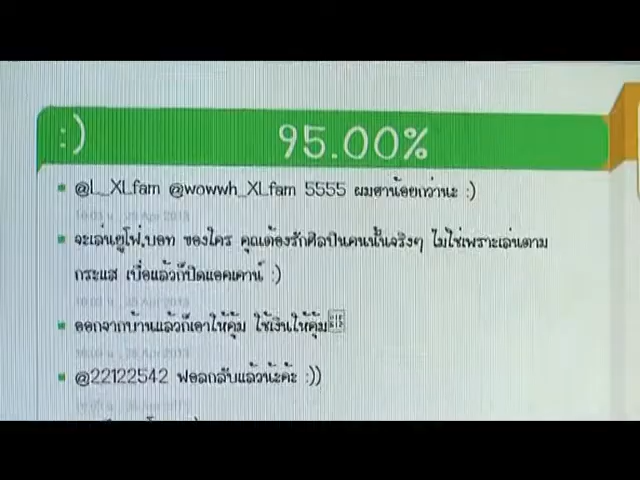 :) 95.00%
@L_XLfam @wowwh_XLfam 5555 ผมฮาน้อยกว่านะ :)
จะเล่นยูโฟ่,บอท ของใคร คุณต้องรักศิลปินคนนั้นจริงๆ ไม่ใช่เพราะเล่นตาม
กระแส เบื่อแล้วก็ปิดแอคเคาน์ :)
ออกจากบ้านแล้วก็เอาให้คุ้ม ใช้เงินให้คุ้ม
@22122542 ฟอลกลับแล้วน้ะค้ะ :))